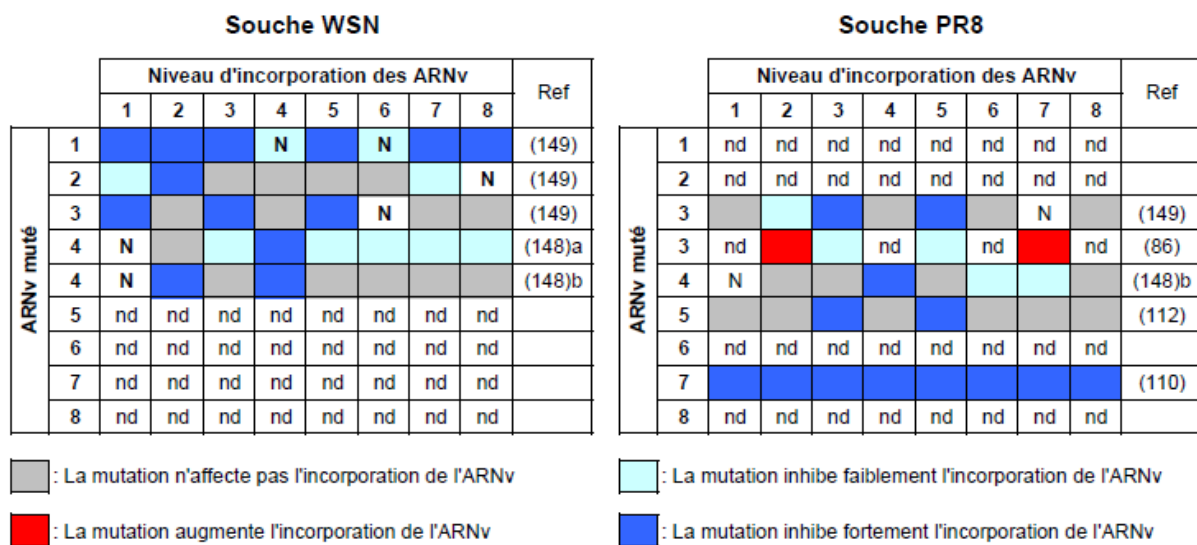 Souche WSN
Niveau d'incorporation des ARNv Ref
1 2 3 4 5 6 7 8
ARNv muté
1 N N (149)
2 N (149)
3 N (149)
4 N (148)a
4 N (148)b
5 nd nd nd nd nd nd nd nd
6 nd nd nd nd nd nd nd nd
7 nd nd nd nd nd nd nd nd
8 nd nd nd nd nd nd nd nd
Souche PR8
Niveau d'incorporation des ARNv Ref
1 2 3 4 5 6 7 8
ARNv muté
1 nd nd nd nd nd nd nd nd
2 nd nd nd nd nd nd nd nd
3 N (149)
3 nd nd nd nd (86)
4 N (148)b
5 (112)
6 nd nd nd nd nd nd nd nd
7 (110)
8 nd nd nd nd nd nd nd nd
: La mutation n'affecte pas l'incorporation de l'ARNv
: La mutation inhibe faiblement l'incorporation de l'ARNv
: La mutation augmente l'incorporation de l'ARNv
: La mutation inhibe fortement l'incorporation de l'ARNv